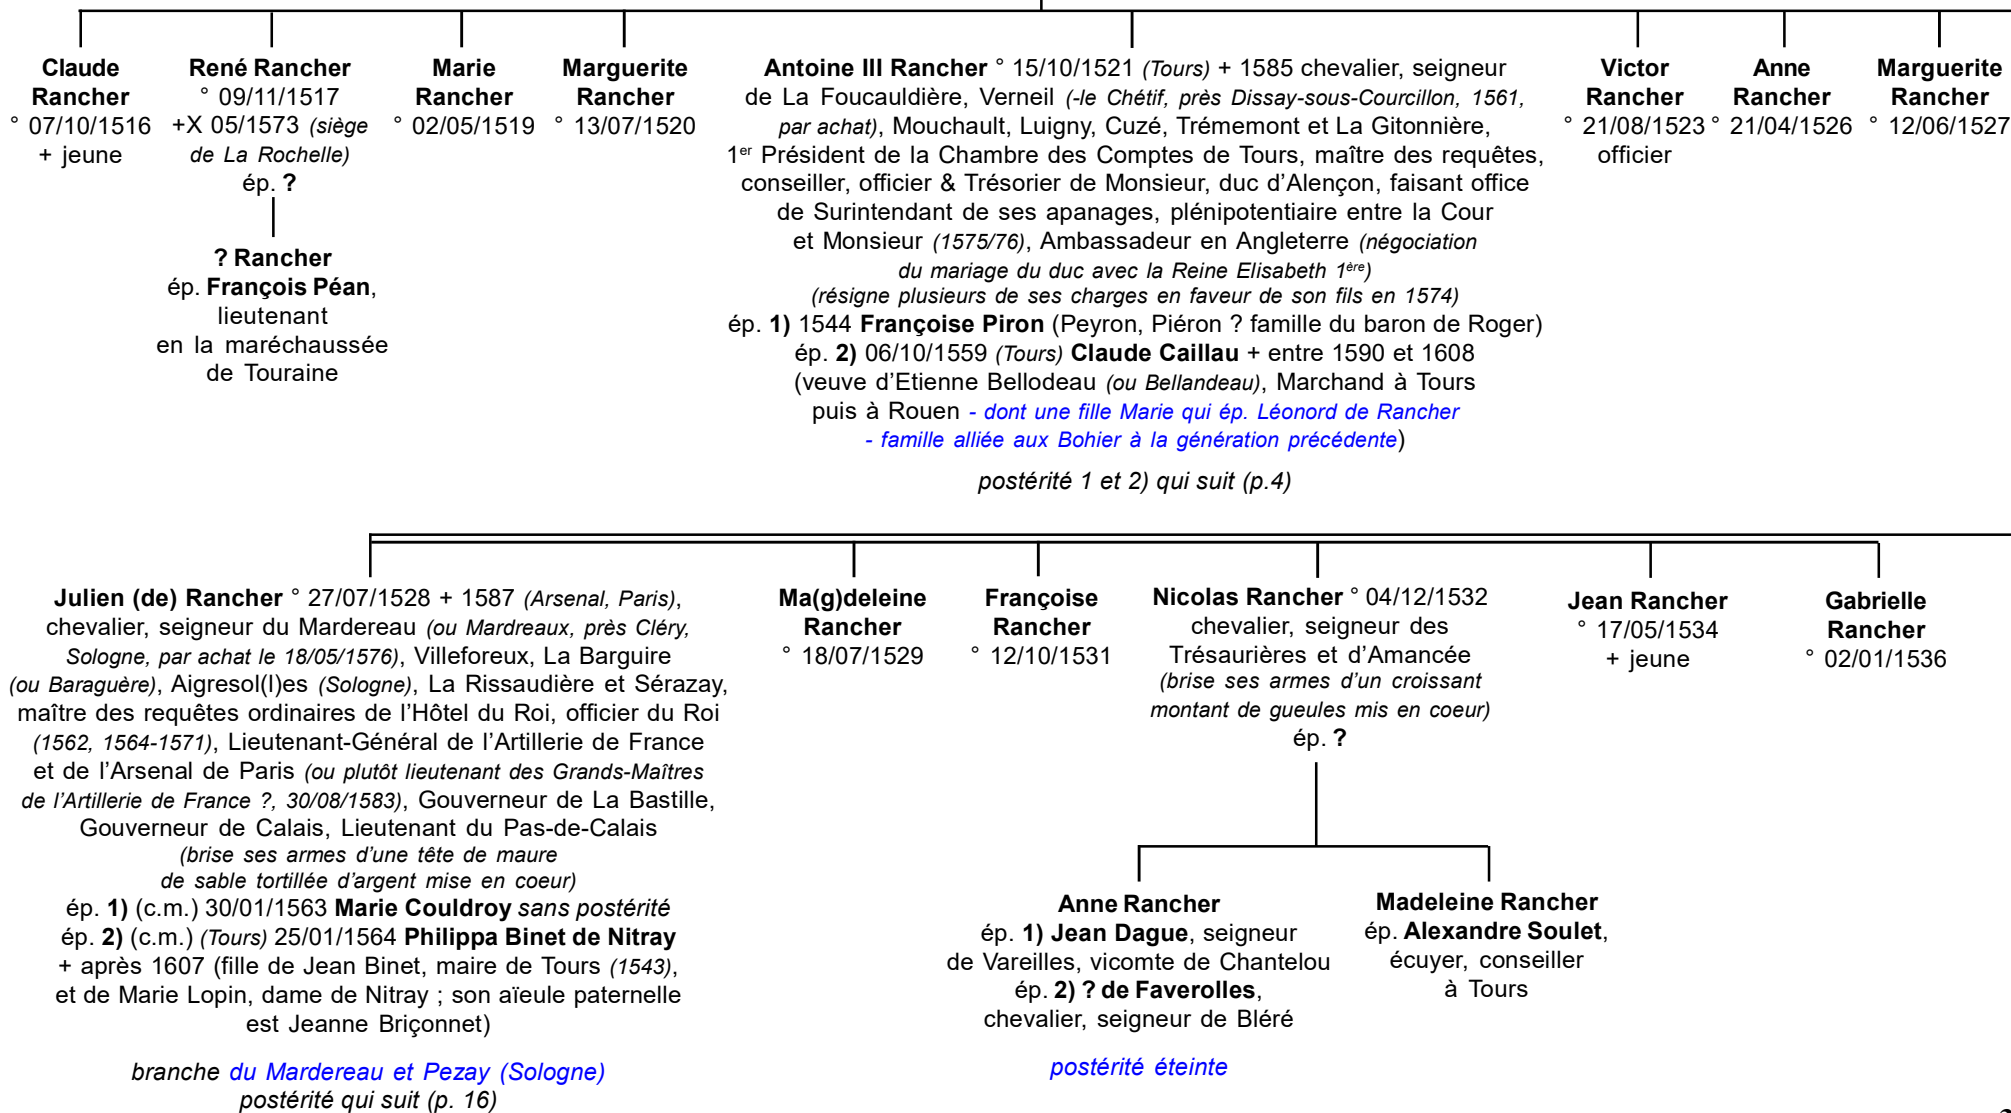 Claude
Rancher
° 07/10/1516
+ jeune
René Rancher
° 09/11/1517
+X 05/1573 (siège
de La Rochelle)
ép. ?
? Rancher
ép. François Péan,
lieutenant
en la maréchaussée
de Touraine
Marie
Rancher
° 02/05/1519
Marguerite
Rancher
° 13/07/1520
Antoine III Rancher ° 15/10/1521 (Tours) + 1585 chevalier, seigneur
de La Foucauldière, Verneil (-le Chétif, près Dissay-sous-Courcillon, 1561,
par achat), Mouchault, Luigny, Cuzé, Trémemont et La Gitonnière,
1er Président de la Chambre des Comptes de Tours, maître des requêtes,
conseiller, officier & Trésorier de Monsieur, duc d'Alençon, faisant office
de Surintendant de ses apanages, plénipotentiaire entre la Cour
et Monsieur (1575/76), Ambassadeur en Angleterre (négociation
du mariage du duc avec la Reine Elisabeth 1ère)
(résigne plusieurs de ses charges en faveur de son fils en 1574)
ép. 1) 1544 Françoise Piron (Peyron, Piéron ? famille du baron de Roger)
ép. 2) 06/10/1559 (Tours) Claude Caillau + entre 1590 et 1608
(veuve d'Etienne Bellodeau (ou Bellandeau), Marchand à Tours
puis à Rouen - dont une fille Marie qui ép. Léonord de Rancher
- famille alliée aux Bohier à la génération précédente)
postérité 1 et 2) qui suit (p.4)
Victor
Rancher
° 21/08/1523
officier
Anne
Rancher
° 21/04/1526
Marguerite
Rancher
° 12/06/1527
Julien (de) Rancher ° 27/07/1528 + 1587 (Arsenal, Paris),
chevalier, seigneur du Mardereau (ou Mardreaux, près Cléry,
Sologne, par achat le 18/05/1576), Villeforeux, La Barguire
(ou Baraguère), Aigresol(l)es (Sologne), La Rissaudière et Sérazay,
maître des requêtes ordinaires de l'Hôtel du Roi, officier du Roi
(1562, 1564-1571), Lieutenant-Général de l'Artillerie de France
et de l'Arsenal de Paris (ou plutôt lieutenant des Grands-Maîtres
de l'Artillerie de France ?, 30/08/1583), Gouverneur de La Bastille,
Gouverneur de Calais, Lieutenant du Pas-de-Calais
(brise ses armes d'une tête de maure
de sable tortillée d'argent mise en coeur)
ép. 1) (c.m.) 30/01/1563 Marie Couldroy sans postérité
ép. 2) (c.m.) (Tours) 25/01/1564 Philippa Binet de Nitray
+ après 1607 (fille de Jean Binet, maire de Tours (1543),
et de Marie Lopin, dame de Nitray ; son aïeule paternelle
est Jeanne Briçonnet)
branche du Mardereau et Pezay (Sologne)
postérité qui suit (p. 16)
Ma(g)deleine
Rancher
° 18/07/1529
Françoise
Rancher
° 12/10/1531
Nicolas Rancher ° 04/12/1532
chevalier, seigneur des
Trésaurières et d'Amancée
(brise ses armes d'un croissant
montant de gueules mis en coeur)
ép. ?
Anne Rancher
ép. 1) Jean Dague, seigneur
de Vareilles, vicomte de Chantelou
ép. 2) ? de Faverolles,
chevalier, seigneur de Bléré
postérité éteinte
Madeleine Rancher
ép. Alexandre Soulet,
écuyer, conseiller
à Tours
Jean Rancher
° 17/05/1534
+ jeune
Gabrielle
Rancher
° 02/01/1536